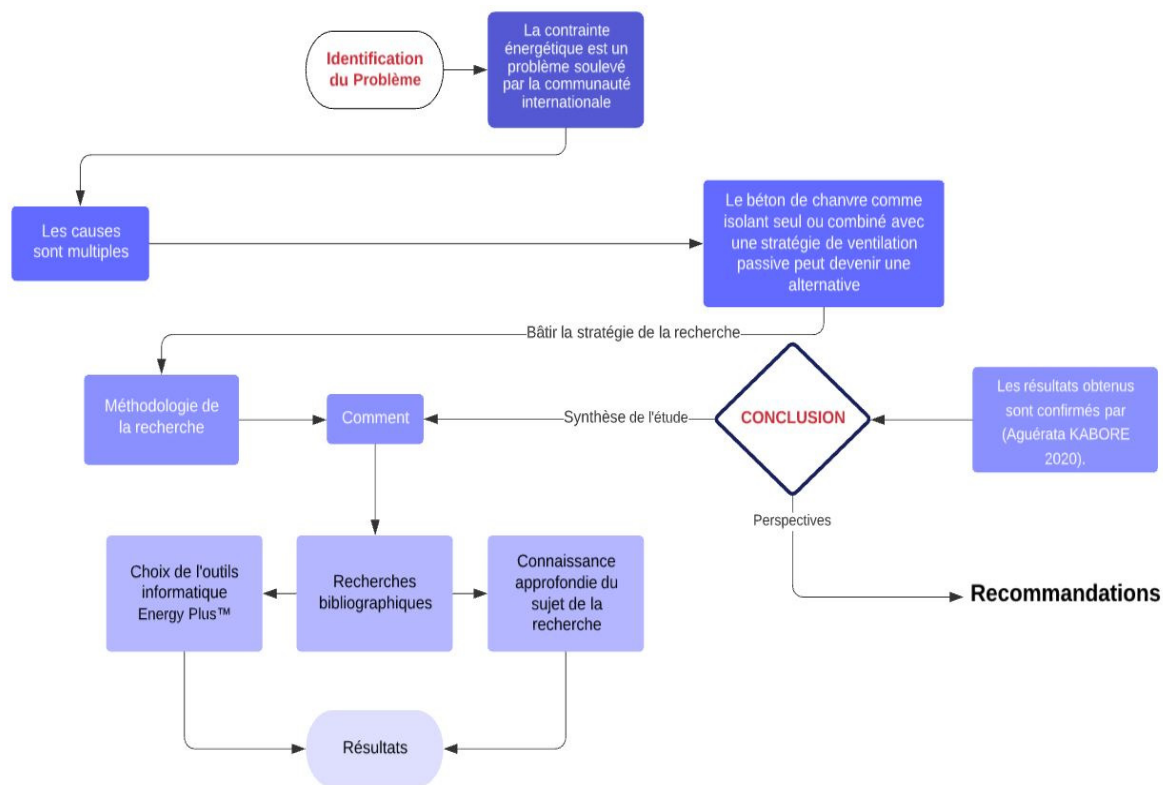 Identification
du Problème
La contrainte
énergétique est un
problème soulevé
par la communauté
internationale
Les causes
sont multiples
Le béton de chanvre comme
isolant seul ou combiné avec
une stratégie de ventilation
passive peut devenir une
alternative
Bâtir la stratégie de la recherche
Méthodologie de
la recherche
Comment
Synthèse de l'étude
CONCLUSION
Les résultats obtenus
sont confirmés par
(Aguérata KABORE
2020).
Perspectives
Recommandations
Choix de l'outils
informatique
Energy Plus™
Recherches
bibliographiques
Connaissance
approfondie du
sujet de la
recherche
Résultats